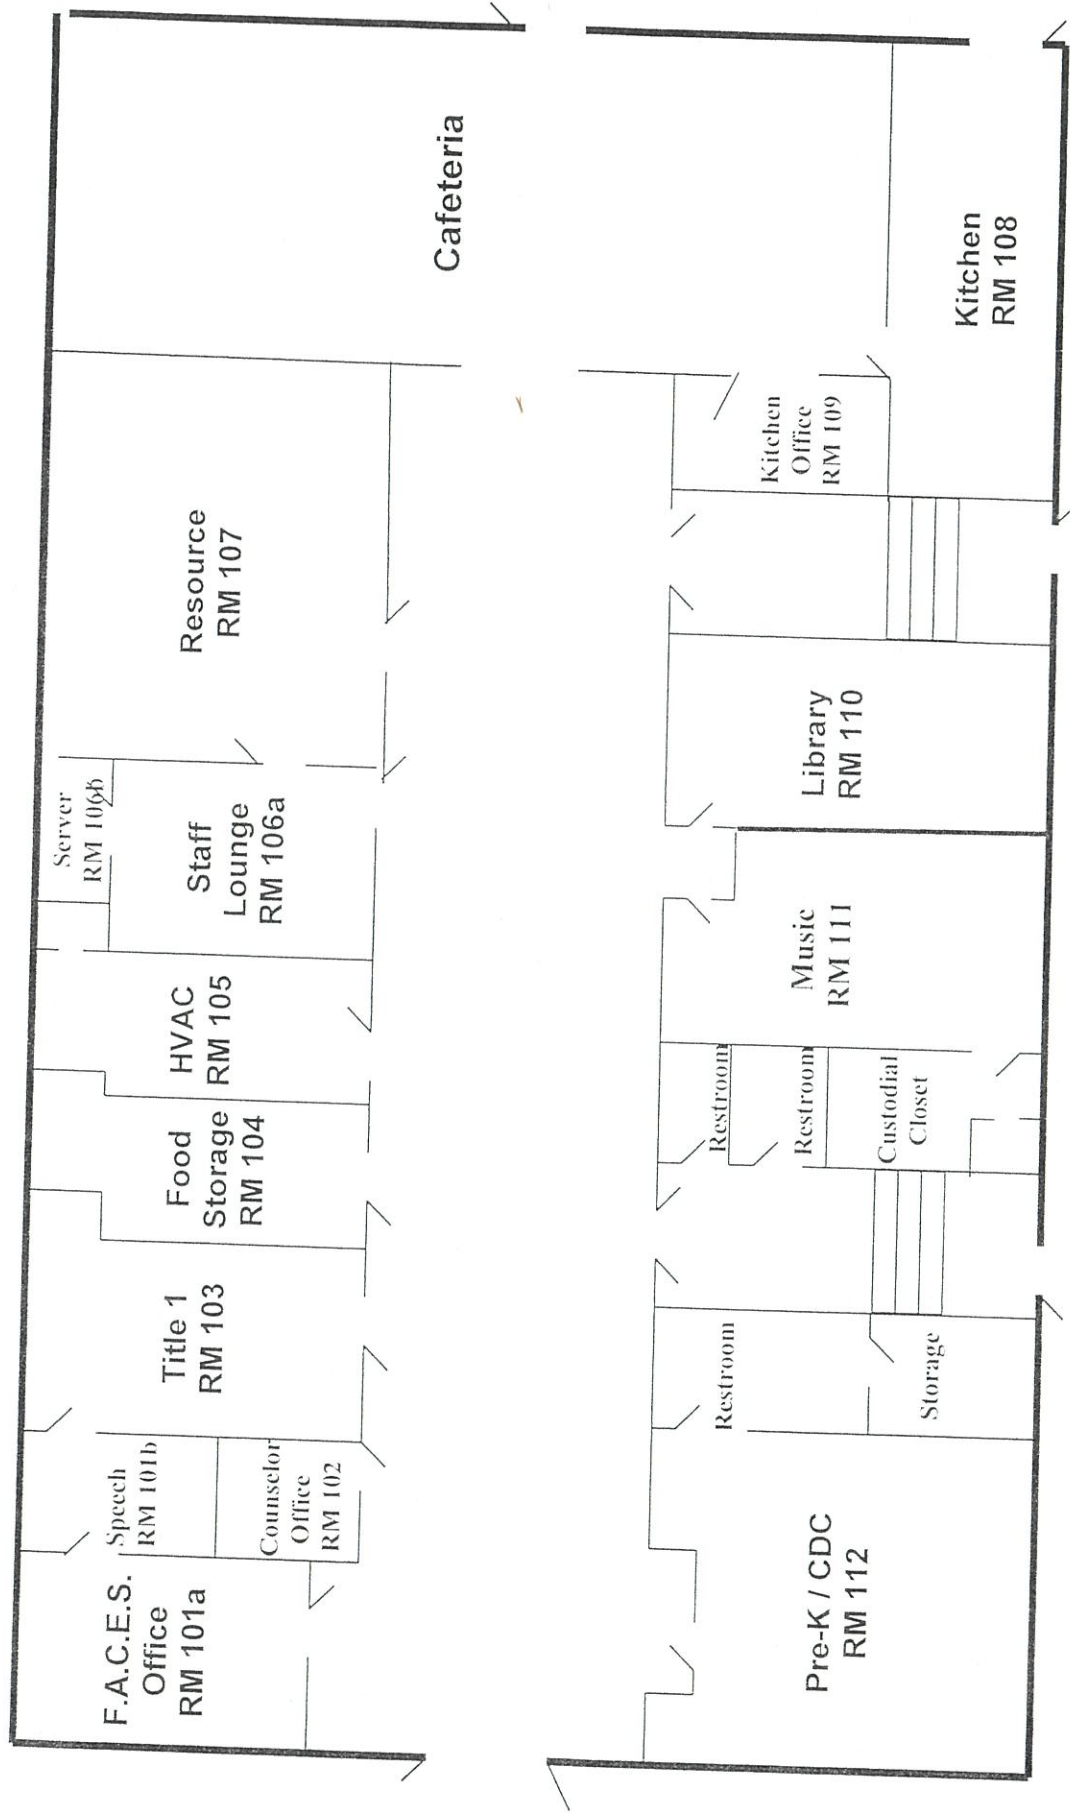 F.A.C.E.S.
Office
RM 101a
Speech
RM 101b
Counselor
Office
RM 102
Title 1
RM 103
Food
Storage
RM 104
HVAC
RM 105
Staff
Lounge
RM 106a
Server
RM 106b
Resource
RM 107
Cafeteria
Kitchen
RM 108
Kitchen
Office
RM 109
Library
RM 110
Music
RM 111
Restroom
Restroom
Custodial
Closet
Restroom
Storage
Pre-K / CDC
RM 112